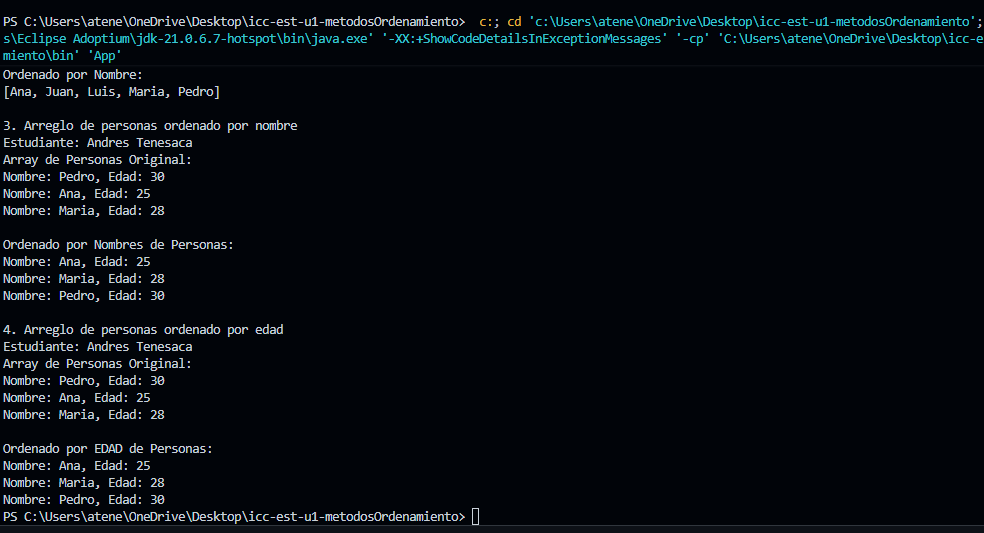 PS C:\Users\atene\OneDrive\Desktop\icc-est-u1-metodosOrdenamiento>  c:; cd 'c:\Users\atene\OneDrive\Desktop\icc-est-u1-metodosOrdenamiento';
s\Eclipse Adoptium\jdk-21.0.6.7-hotspot\bin\java.exe' '-XX:+ShowCodeDetailsInExceptionMessages' '-cp' 'C:\Users\atene\OneDrive\Desktop\icc-e
miento\bin' 'App'
Ordenado por Nombre:
[Ana, Juan, Luis, Maria, Pedro]

3. Arreglo de personas ordenado por nombre
Estudiante: Andres Tenesaca
Array de Personas Original:
Nombre: Pedro, Edad: 30
Nombre: Ana, Edad: 25
Nombre: Maria, Edad: 28

Ordenado por Nombres de Personas:
Nombre: Ana, Edad: 25
Nombre: Maria, Edad: 28
Nombre: Pedro, Edad: 30

4. Arreglo de personas ordenado por edad
Estudiante: Andres Tenesaca
Array de Personas Original:
Nombre: Pedro, Edad: 30
Nombre: Ana, Edad: 25
Nombre: Maria, Edad: 28

Ordenado por EDAD de Personas:
Nombre: Ana, Edad: 25
Nombre: Maria, Edad: 28
Nombre: Pedro, Edad: 30
PS C:\Users\atene\OneDrive\Desktop\icc-est-u1-metodosOrdenamiento>